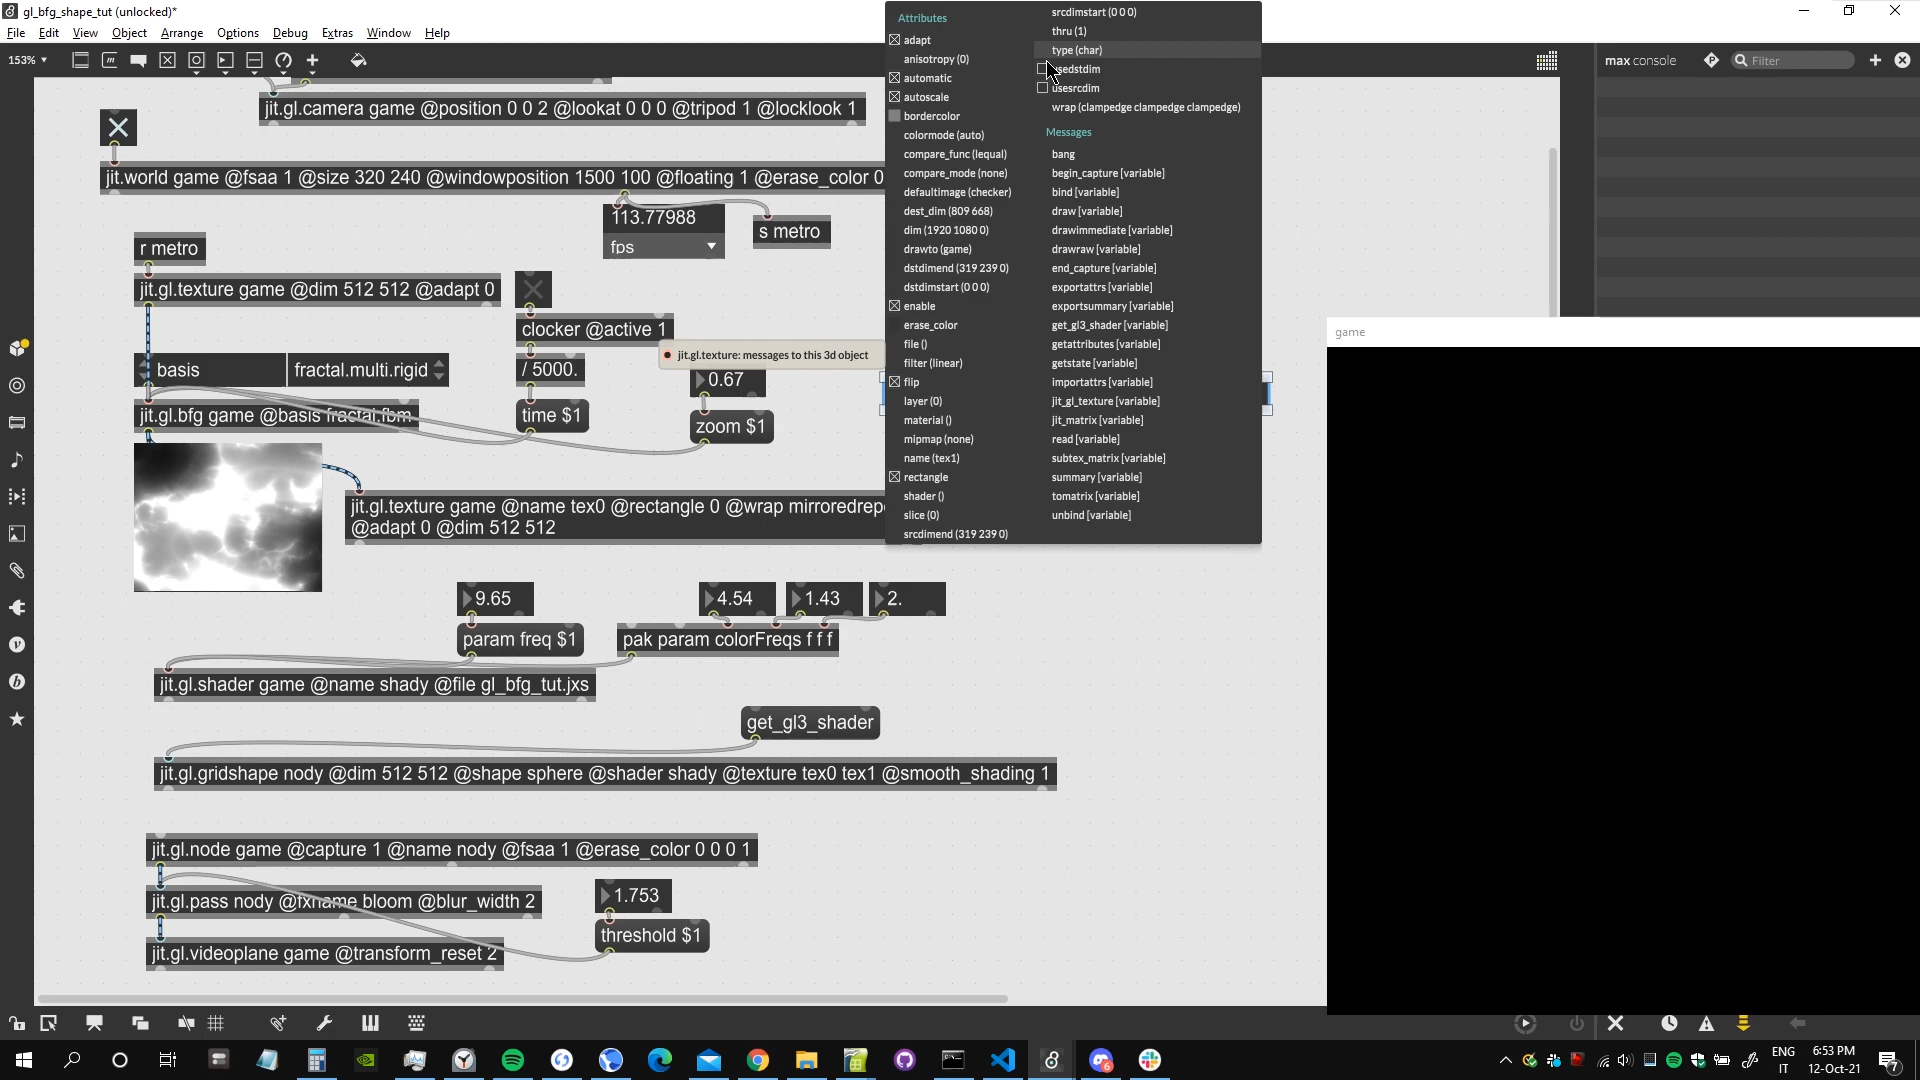 gl_bfg_shape_tut (unlocked)*
File Edit View Object Arrange Options Debug Extras Window Help
153%
max console
Filter
jit.gl.camera game @position 0 0 2 @lookat 0 0 0 @tripod 1 @locklook 1
jit.world game @fsaa 1 @size 320 240 @windowposition 1500 100 @floating 1 @erase_color 0
113.77988
fps
s metro
r metro
jit.gl.texture game @dim 512 512 @adapt 0
clocker @active 1
jit.gl.texture: messages to this 3d object
basis
fractal.multi.rigid
/ 5000.
0.67
jit.gl.bfg game @basis fractal.fbm
time $1
zoom $1
jit.gl.texture game @name tex0 @rectangle 0 @wrap mirroredrepe
@adapt 0 @dim 512 512
9.65
4.54
1.43
2.
param freq $1
pak param colorFreqs f f f
jit.gl.shader game @name shady @file gl_bfg_tut.jxs
get_gl3_shader
jit.gl.gridshape nody @dim 512 512 @shape sphere @shader shady @texture tex0 tex1 @smooth_shading 1
jit.gl.node game @capture 1 @name nody @fsaa 1 @erase_color 0 0 0 1
jit.gl.pass nody @fxname bloom @blur_width 2
1.753
threshold $1
jit.gl.videoplane game @transform_reset 2
Attributes
adapt
anisotropy (0)
automatic
autoscale
bordercolor
colormode (auto)
compare_func (lequal)
compare_mode (none)
defaultimage (checker)
dest_dim (809 668)
dim (1920 1080 0)
drawto (game)
dstdimend (319 239 0)
dstdimstart (0 0 0)
enable
erase_color
file ()
filter (linear)
flip
layer (0)
material ()
mipmap (none)
name (tex1)
rectangle
shader ()
slice (0)
srcdimend (319 239 0)
srcdimstart (0 0 0)
thru (1)
type (char)
usedstdim
usesrcdim
wrap (clampedge clampedge clampedge)
Messages
bang
begin_capture [variable]
bind [variable]
draw [variable]
drawimmediate [variable]
drawraw [variable]
end_capture [variable]
exportattrs [variable]
exportsummary [variable]
get_gl3_shader [variable]
getattributes [variable]
getstate [variable]
importattrs [variable]
jit_gl_texture [variable]
jit_matrix [variable]
read [variable]
subtex_matrix [variable]
summary [variable]
tomatrix [variable]
unbind [variable]
game
ENG
IT
6:53 PM
12-Oct-21